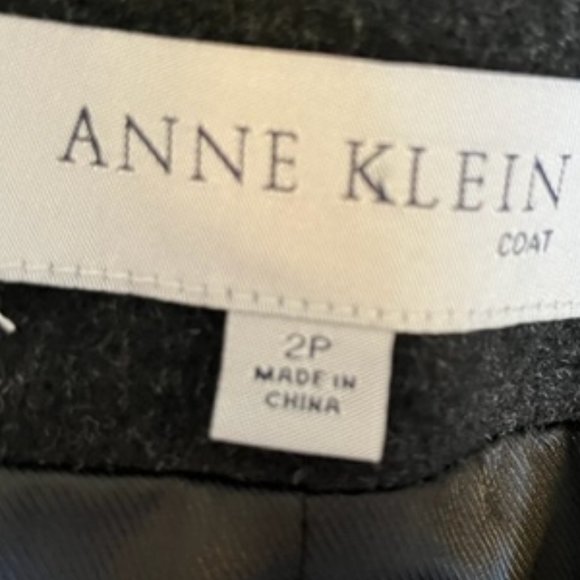 ANNE KLEIN
COAT
2P
MADE IN
CHINA